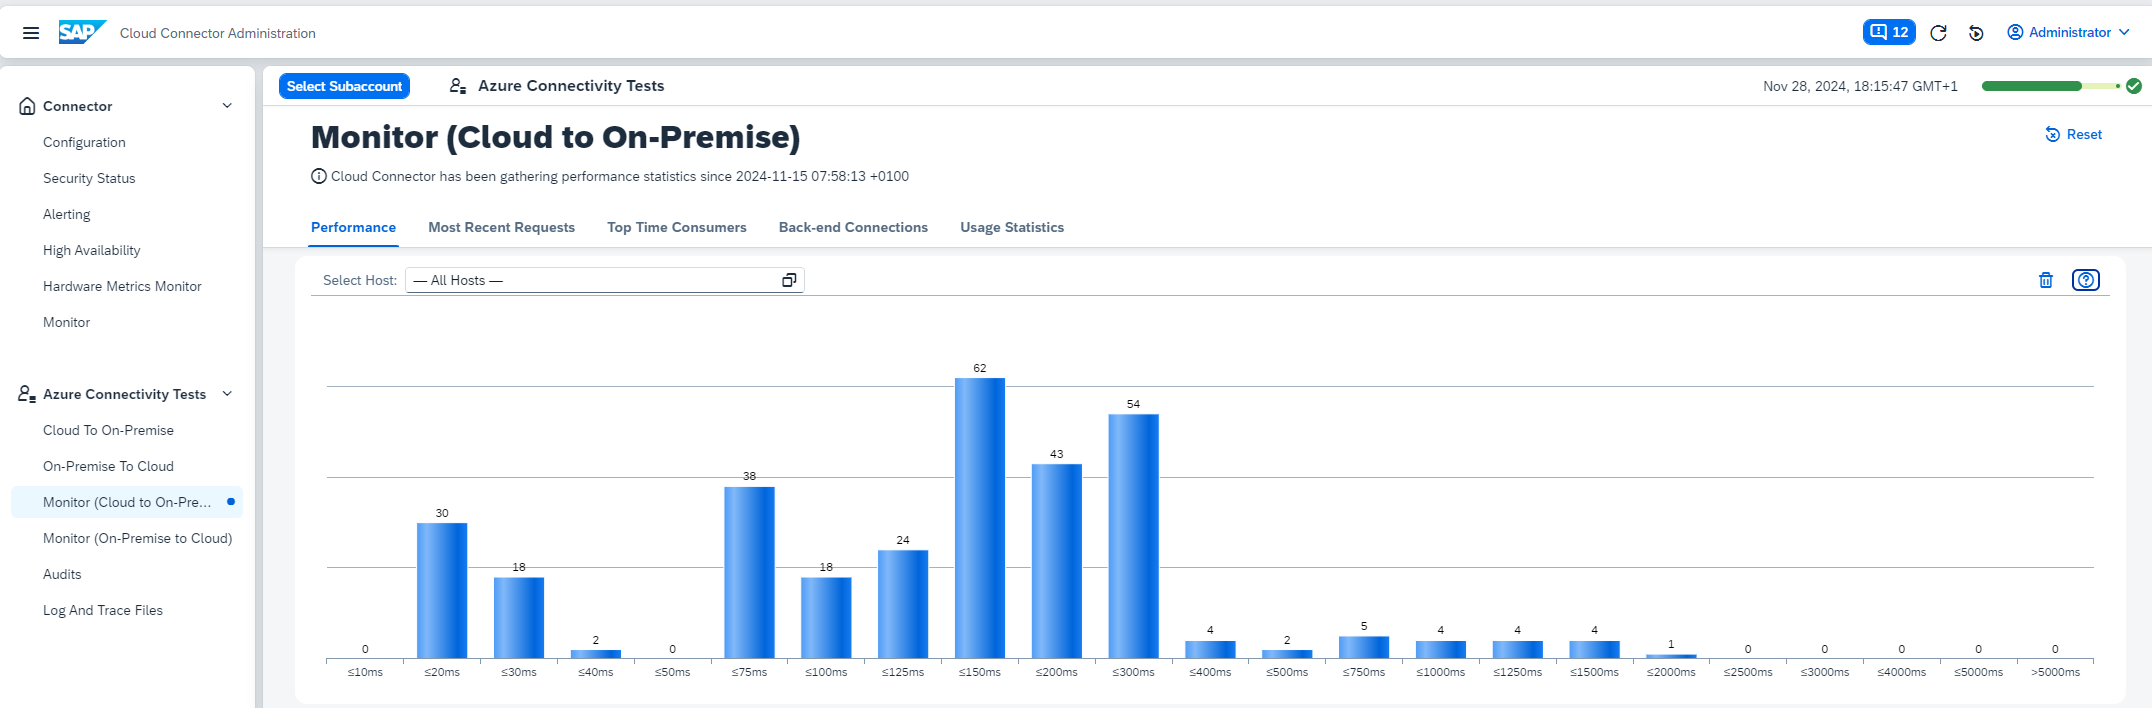 SAP Cloud Connector Administration
12
Administrator
Connector
Configuration
Security Status
Alerting
High Availability
Hardware Metrics Monitor
Monitor
Azure Connectivity Tests
Cloud To On-Premise
On-Premise To Cloud
Monitor (Cloud to On-Pre...
Monitor (On-Premise to Cloud)
Audits
Log And Trace Files
Select Subaccount
Azure Connectivity Tests
Nov 28, 2024, 18:15:47 GMT+1
Monitor (Cloud to On-Premise)
Reset
Cloud Connector has been gathering performance statistics since 2024-11-15 07:58:13 +0100
Performance Most Recent Requests Top Time Consumers Back-end Connections Usage Statistics
Select Host: — All Hosts —
0 30 18 2 0 38 18 24 62 43 54 4 2 5 4 4 4 1 0 0 0 0 0
≤10ms ≤20ms ≤30ms ≤40ms ≤50ms ≤75ms ≤100ms ≤125ms ≤150ms ≤200ms ≤300ms ≤400ms ≤500ms ≤750ms ≤1000ms ≤1250ms ≤1500ms ≤2000ms ≤2500ms ≤3000ms ≤4000ms ≤5000ms >5000ms